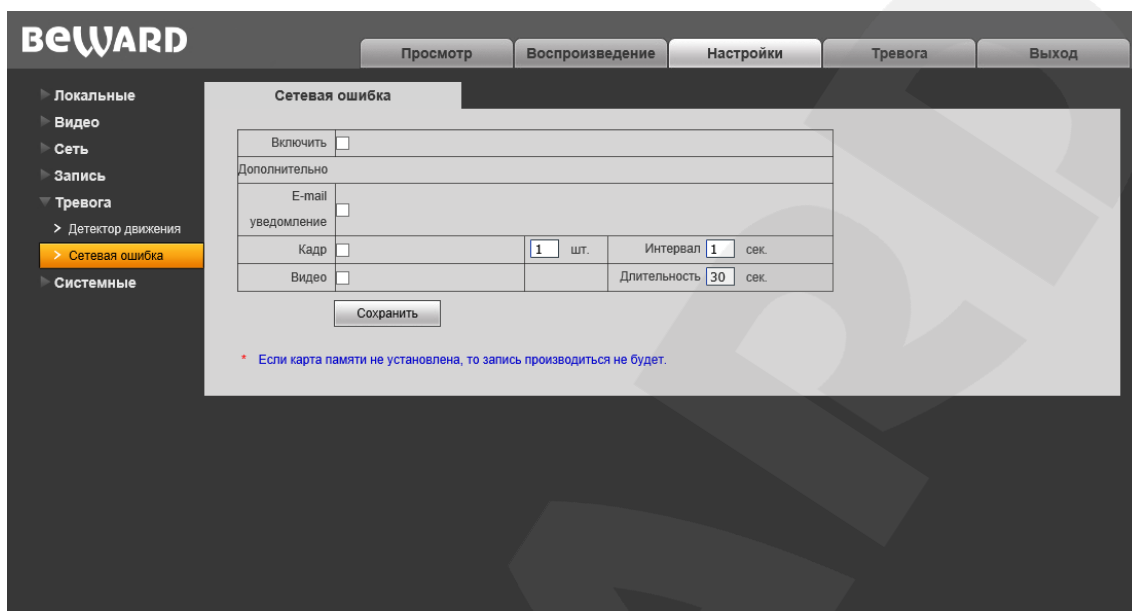 BEWARD
Просмотр Воспроизведение Настройки Тревога Выход
Локальные
Видео
Сеть
Запись
Тревога
> Детектор движения
> Сетевая ошибка
Системные
Сетевая ошибка
Включить
Дополнительно
E-mail
уведомление
Кадр 1 шт. Интервал 1 сек.
Видео Длительность 30 сек.
Сохранить
* Если карта памяти не установлена, то запись производиться не будет.